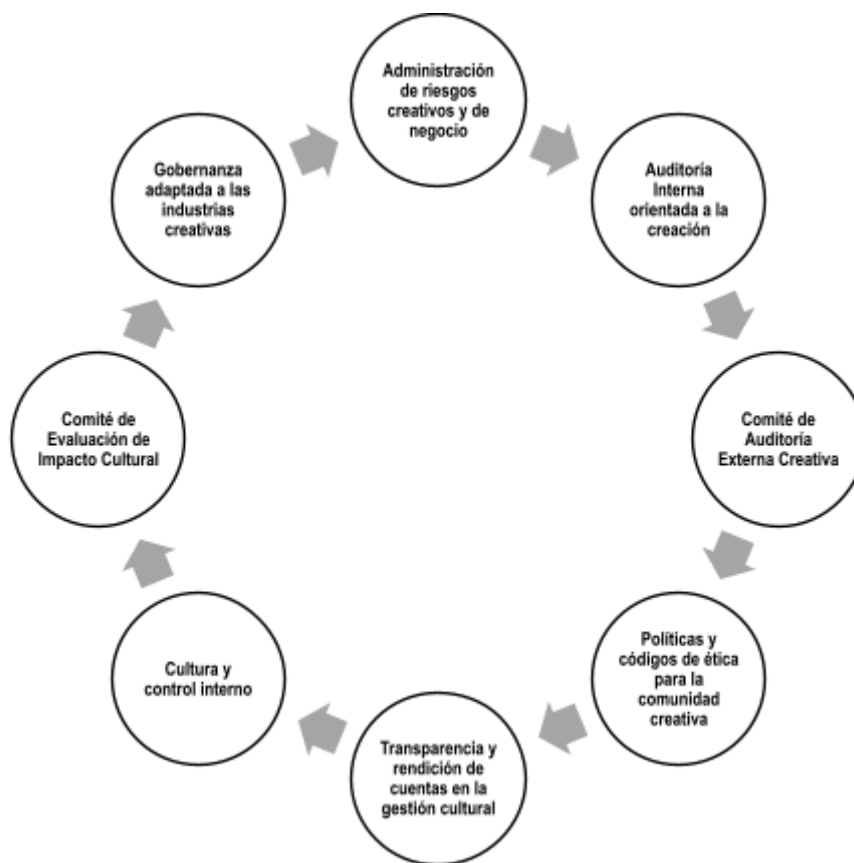 Administración
de riesgos
creativos y de
negocio
Auditoría
Interna
orientada a la
creación
Comité de
Auditoría
Externa Creativa
Políticas y
códigos de ética
para la
comunidad
creativa
Transparencia y
rendición de
cuentas en la
gestión cultural
Cultura y
control interno
Comité de
Evaluación de
Impacto Cultural
Gobernanza
adaptada a las
industrias
creativas